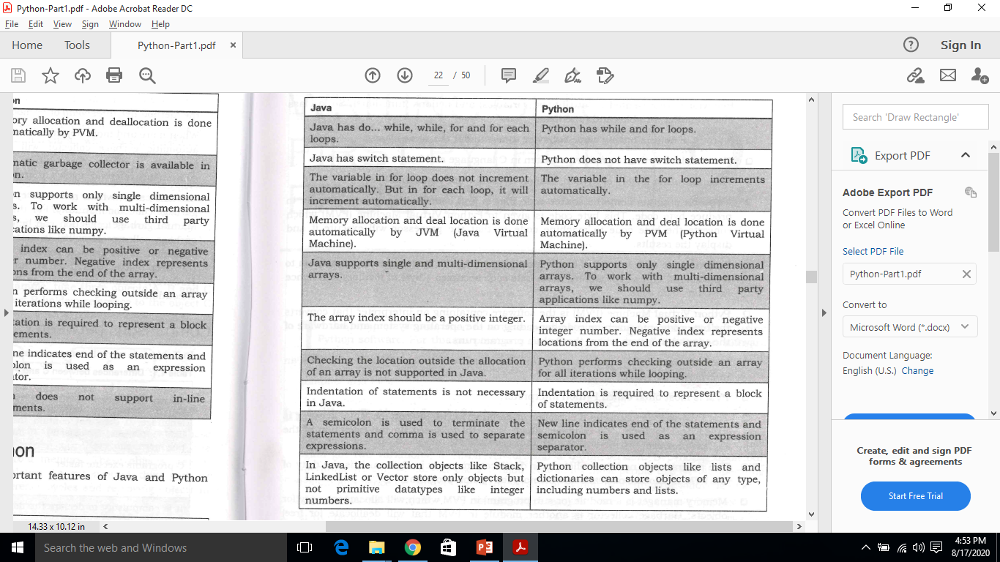 Python-Part1.pdf - Adobe Acrobat Reader DC
File Edit View Sign Window Help
Home Tools Python-Part1.pdf × Sign In
22 / 50
on
ory allocation and deallocation is done
matically by PVM.
matic garbage collector is available in
n.
n supports only single dimensional
s. To work with multi-dimensional
s, we should use third party
cations like numpy.
index can be positive or negative
r number. Negative index represents
ons from the end of the array.
n performs checking outside an array
iterations while looping.
tation is required to represent a block
ements.
ne indicates end of the statements and
olon is used as an expression
ator.
does not support in-line
ments.
on
ortant features of Java and Python
Java Python
Java has do... while, while, for and for each
loops.
Python has while and for loops.
Java has switch statement.
Python does not have switch statement.
The variable in for loop does not increment
automatically. But in for each loop, it will
increment automatically.
The variable in the for loop increments
automatically.
Memory allocation and deal location is done
automatically by JVM (Java Virtual
Machine).
Memory allocation and deal location is done
automatically by PVM (Python Virtual
Machine).
Java supports single and multi-dimensional
arrays.
Python supports only single dimensional
arrays. To work with multi-dimensional
arrays, we should use third party
applications like numpy.
The array index should be a positive integer.
Array index can be positive or negative
integer number. Negative index represents
locations from the end of the array.
Checking the location outside the allocation
of an array is not supported in Java.
Python performs checking outside an array
for all iterations while looping.
Indentation of statements is not necessary
in Java.
Indentation is required to represent a block
of statements.
A semicolon is used to terminate the
statements and comma is used to separate
expressions.
New line indicates end of the statements and
semicolon is used as an expression
separator.
In Java, the collection objects like Stack,
LinkedList or Vector store only objects but
not primitive datatypes like integer
numbers.
Python collection objects like lists and
dictionaries can store objects of any type,
including numbers and lists.
14.33 x 10.12 in
Search 'Draw Rectangle'
Export PDF
Adobe Export PDF
Convert PDF Files to Word
or Excel Online
Select PDF File
Python-Part1.pdf
Convert to
Microsoft Word (*.docx)
Document Language:
English (U.S.) Change
Create, edit and sign PDF
forms & agreements
Start Free Trial
Search the web and Windows
4:53 PM
8/17/2020